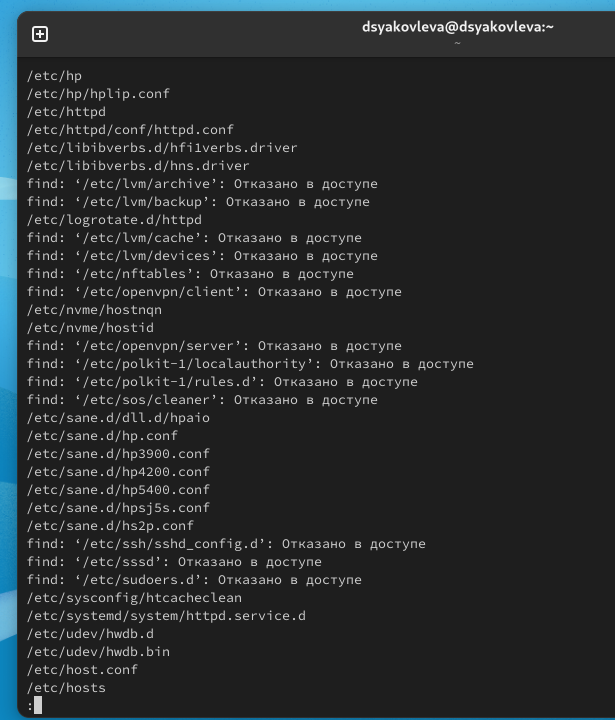 dsyakovleva@dsyakovleva:~
~
/etc/hp
/etc/hp/hplip.conf
/etc/httpd
/etc/httpd/conf/httpd.conf
/etc/libibverbs.d/hfi1verbs.driver
/etc/libibverbs.d/hns.driver
find: ‘/etc/lvm/archive’: Отказано в доступе
find: ‘/etc/lvm/backup’: Отказано в доступе
/etc/logrotate.d/httpd
find: ‘/etc/lvm/cache’: Отказано в доступе
find: ‘/etc/lvm/devices’: Отказано в доступе
find: ‘/etc/nftables’: Отказано в доступе
find: ‘/etc/openvpn/client’: Отказано в доступе
/etc/nvme/hostnqn
/etc/nvme/hostid
find: ‘/etc/openvpn/server’: Отказано в доступе
find: ‘/etc/polkit-1/localauthority’: Отказано в доступе
find: ‘/etc/polkit-1/rules.d’: Отказано в доступе
find: ‘/etc/sos/cleaner’: Отказано в доступе
/etc/sane.d/dll.d/hpaio
/etc/sane.d/hp.conf
/etc/sane.d/hp3900.conf
/etc/sane.d/hp4200.conf
/etc/sane.d/hp5400.conf
/etc/sane.d/hpsj5s.conf
/etc/sane.d/hs2p.conf
find: ‘/etc/ssh/sshd_config.d’: Отказано в доступе
find: ‘/etc/sssd’: Отказано в доступе
find: ‘/etc/sudoers.d’: Отказано в доступе
/etc/sysconfig/htcacheclean
/etc/systemd/system/httpd.service.d
/etc/udev/hwdb.d
/etc/udev/hwdb.bin
/etc/host.conf
/etc/hosts
: